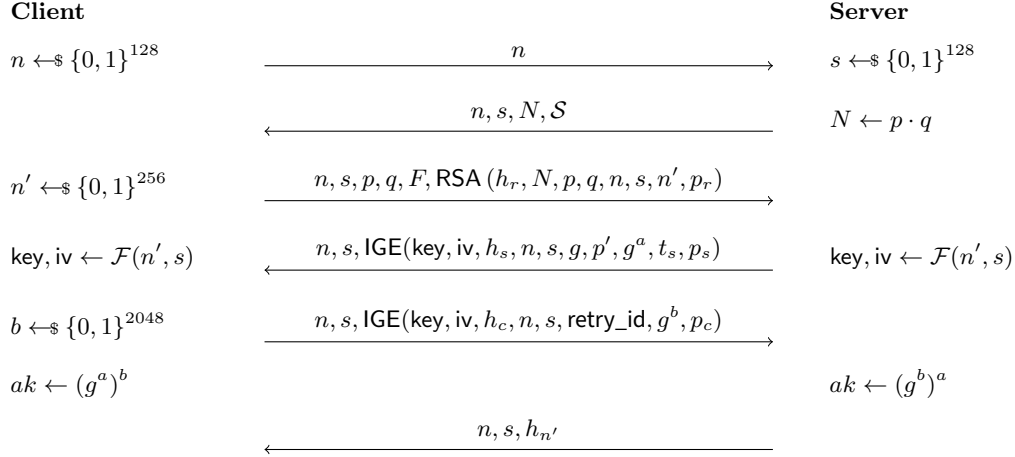 Client Server
n ←$ {0, 1}^128 n s ←$ {0, 1}^128
n, s, N, 𝒮 N ← p · q
n′ ←$ {0, 1}^256 n, s, p, q, F, RSA (h_r, N, p, q, n, s, n′, p_r)
key, iv ← ℱ(n′, s) n, s, IGE(key, iv, h_s, n, s, g, p′, g^a, t_s, p_s) key, iv ← ℱ(n′, s)
b ←$ {0, 1}^2048 n, s, IGE(key, iv, h_c, n, s, retry_id, g^b, p_c)
ak ← (g^a)^b ak ← (g^b)^a
n, s, h_n′